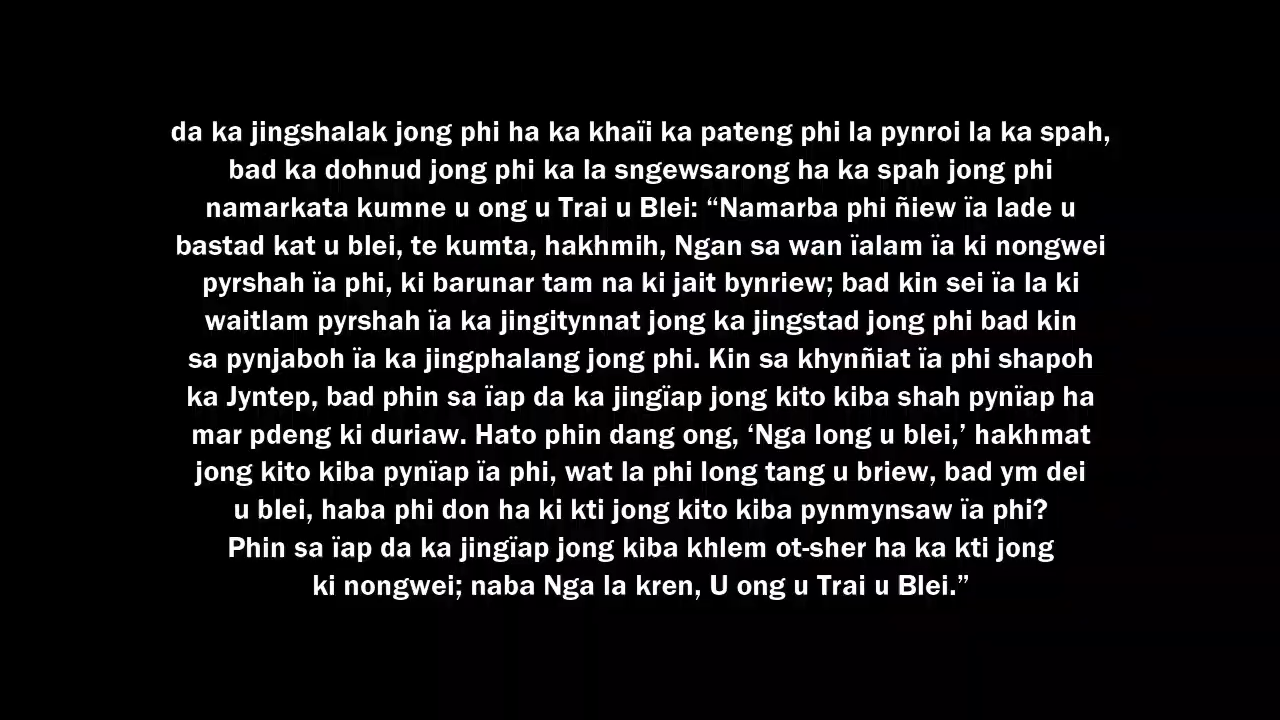 da ka jingshalak jong phi ha ka khaïi ka pateng phi la pynroi la ka spah,
bad ka dohnud jong phi ka la sngewsarong ha ka spah jong phi
namarkata kumne u ong u Trai u Blei: “Namarba phi ñiew ïa lade u
bastad kat u blei, te kumta, hakhmih, Ngan sa wan ïalam ïa ki nongwei
pyrshah ïa phi, ki barunar tam na ki jait bynriew; bad kin sei ïa la ki
waitlam pyrshah ïa ka jingitynnat jong ka jingstad jong phi bad kin
sa pynjaboh ïa ka jingphalang jong phi. Kin sa khynñiat ïa phi shapoh
ka Jyntep, bad phin sa ïap da ka jingïap jong kito kiba shah pynïap ha
mar pdeng ki duriaw. Hato phin dang ong, ‘Nga long u blei,’ hakhmat
jong kito kiba pynïap ïa phi, wat la phi long tang u briew, bad ym dei
u blei, haba phi don ha ki kti jong kito kiba pynmynsaw ïa phi?
Phin sa ïap da ka jingïap jong kiba khlem ot-sher ha ka kti jong
ki nongwei; naba Nga la kren, U ong u Trai u Blei.”